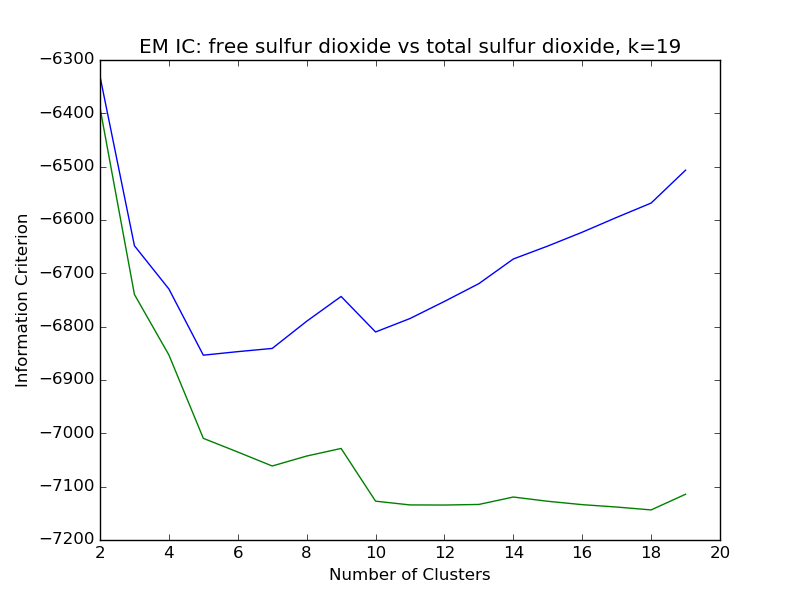 EM IC: free sulfur dioxide vs total sulfur dioxide, k=19
−6300
−6400
−6500
−6600
−6700
−6800
−6900
−7000
−7100
−7200
Information Criterion
2 4 6 8 10 12 14 16 18 20
Number of Clusters